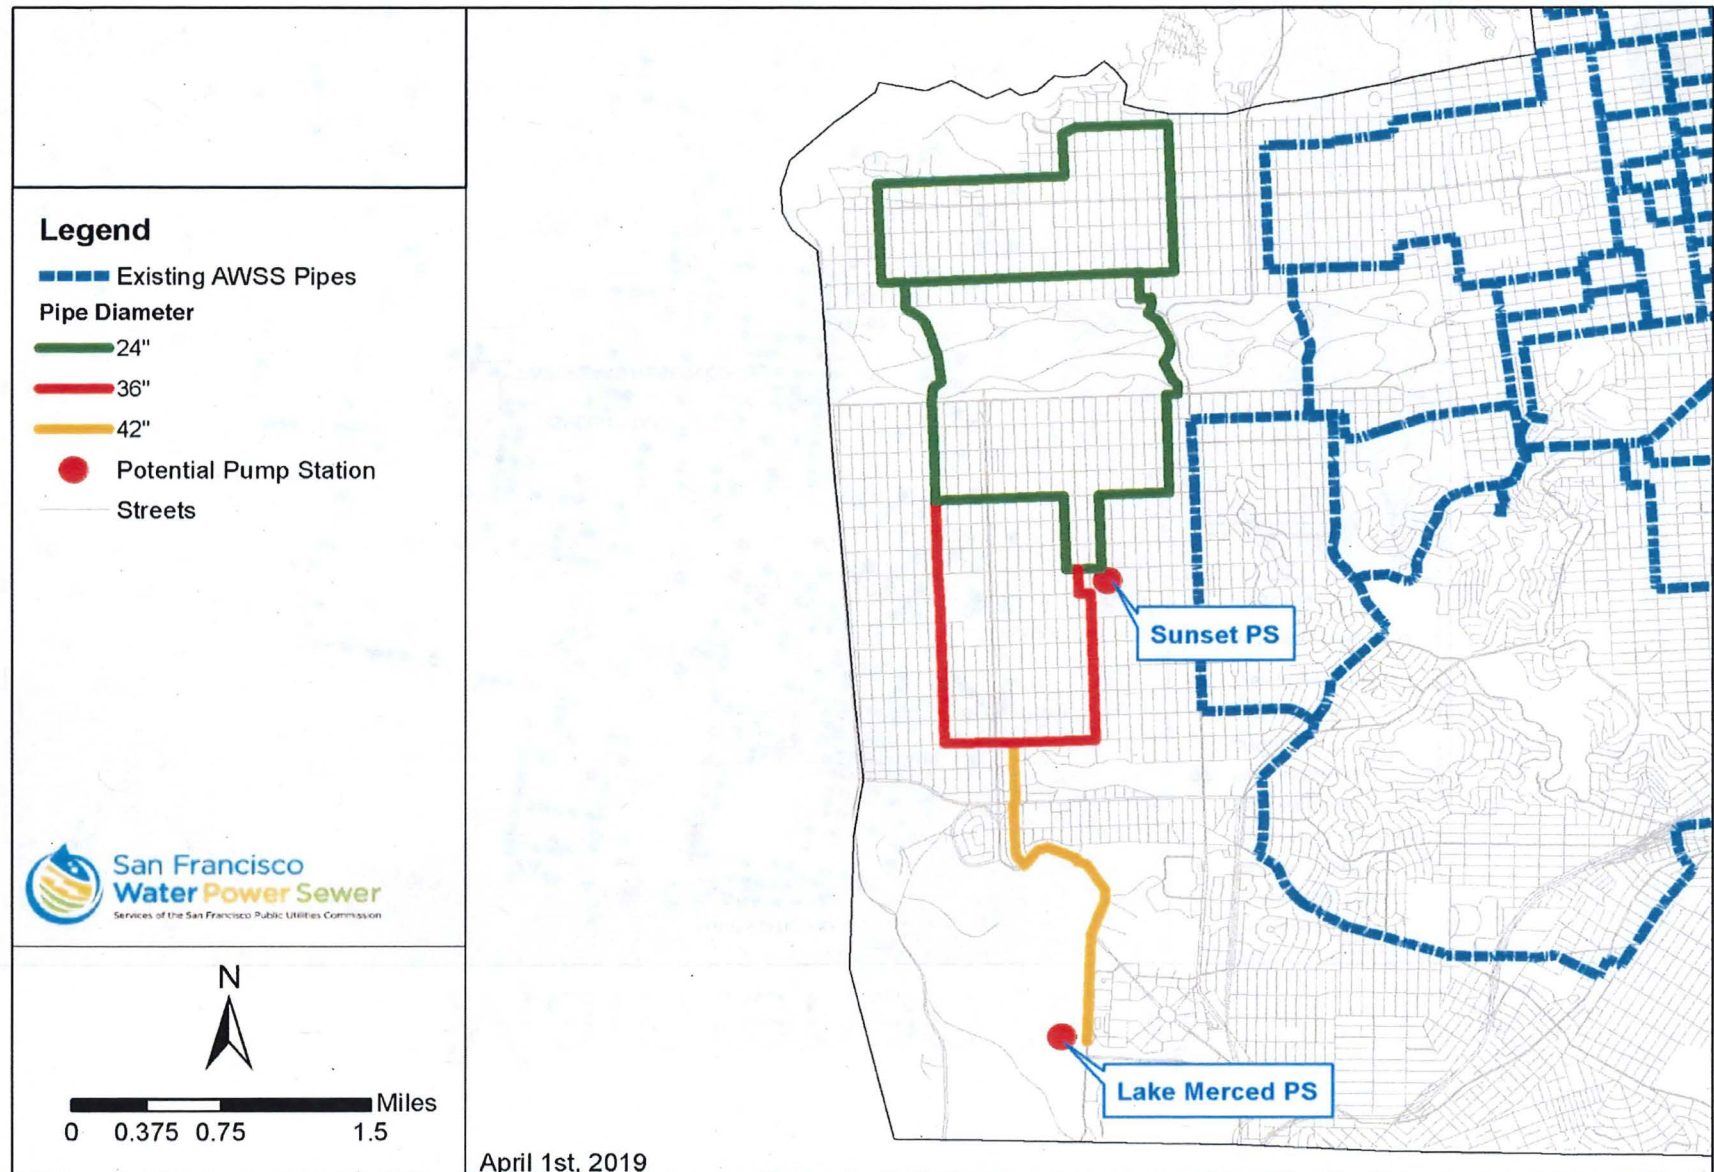 Legend
Existing AWSS Pipes
Pipe Diameter
24"
36"
42"
Potential Pump Station
Streets
San Francisco
Water Power Sewer
Services of the San Francisco Public Utilities Commission
N
Miles
0 0.375 0.75 1.5
April 1st, 2019
Sunset PS
Lake Merced PS